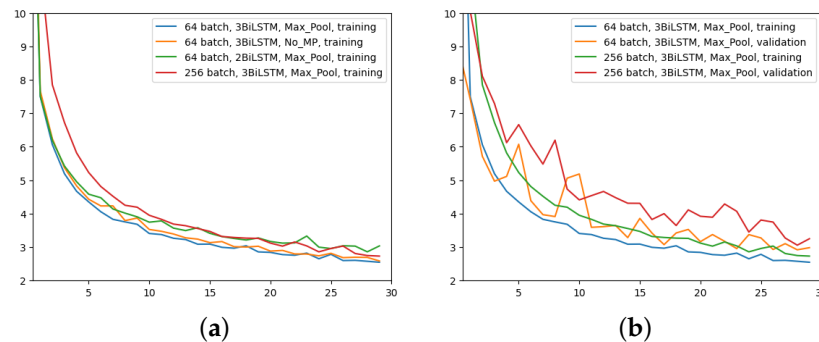 64 batch, 3BiLSTM, Max_Pool, training
64 batch, 3BiLSTM, No_MP, training
64 batch, 2BiLSTM, Max_Pool, training
256 batch, 3BiLSTM, Max_Pool, training
10
9
8
7
6
5
4
3
2
5 10 15 20 25 30
(a)
64 batch, 3BiLSTM, Max_Pool, training
64 batch, 3BiLSTM, Max_Pool, validation
256 batch, 3BiLSTM, Max_Pool, training
256 batch, 3BiLSTM, Max_Pool, validation
10
9
8
7
6
5
4
3
2
5 10 15 20 25 30
(b)